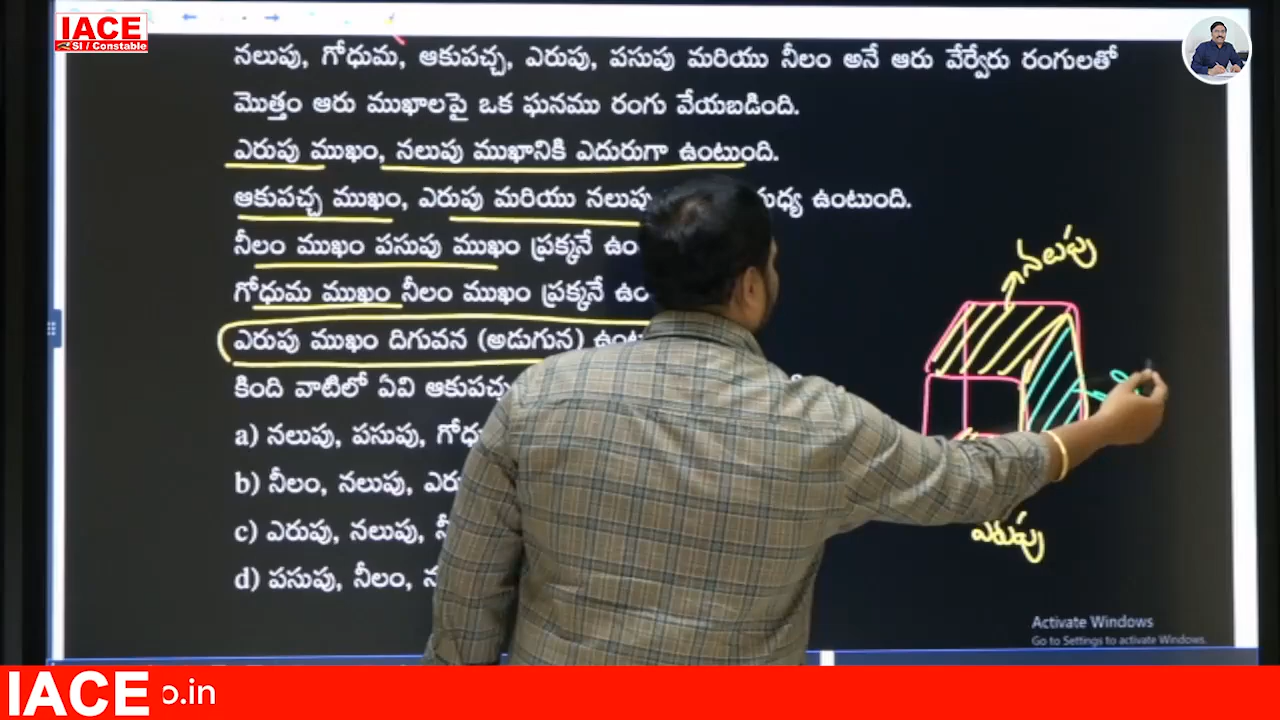 IACE
SI / Constable
నలుపు, గోధుమ, ఆకుపచ్చ, ఎరుపు, పసుపు మరియు నీలం అనే ఆరు వేర్వేరు రంగులతో
మొత్తం ఆరు ముఖాలపై ఒక ఘనము రంగు వేయబడింది.
ఎరుపు ముఖం, నలుపు ముఖానికి ఎదురుగా ఉంటుంది.
ఆకుపచ్చ ముఖం, ఎరుపు మరియు నలుపు ఉంటుంది.
నీలం ముఖం పసుపు ముఖం ప్రక్కనే
గోధుమ ముఖం నీలం ముఖం ప్రక్కనే
ఎరుపు ముఖం దిగువన (అడుగున)
కింది వాటిలో ఏవి
a) నలుపు, పసుపు,
b) నీలం, నలుపు,
c) ఎరుపు, నలుపు,
d) పసుపు, నీలం,
నలుపు
ఎరుపు
Activate Windows
Go to Settings to activate Windows.
IACE
o.in